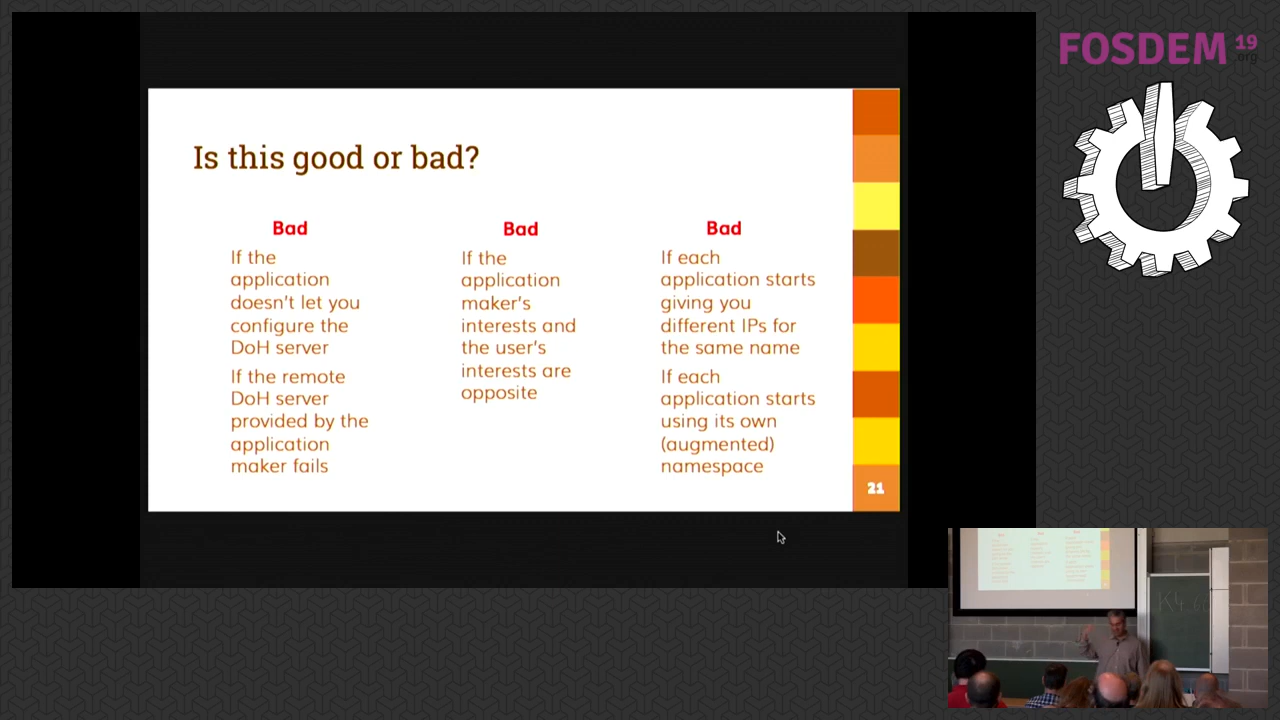 FOSDEM 19
.org
Is this good or bad?
Bad
If the
application
doesn't let you
configure the
DoH server
If the remote
DoH server
provided by the
application
maker fails
Bad
If the
application
maker's
interests and
the user's
interests are
opposite
Bad
If each
application starts
giving you
different IPs for
the same name
If each
application starts
using its own
(augmented)
namespace
21